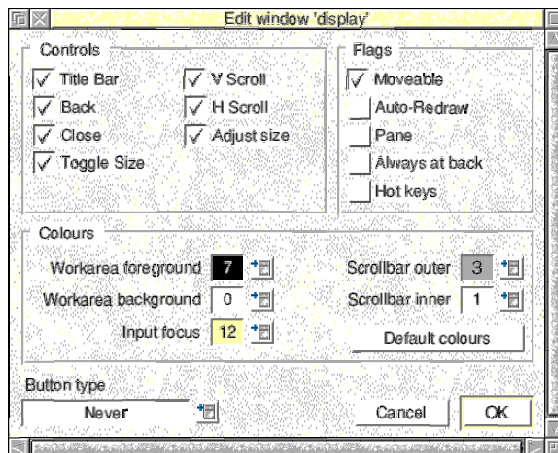 Edit window 'display'
Controls
Title Bar
Back
Close
Toggle Size
V Scroll
H Scroll
Adjust size
Flags
Moveable
Auto-Redraw
Pane
Always at back
Hot keys
Colours
Workarea foreground 7
Workarea background 0
Input focus 12
Scrollbar outer 3
Scrollbar inner 1
Default colours
Button type
Never
Cancel
OK